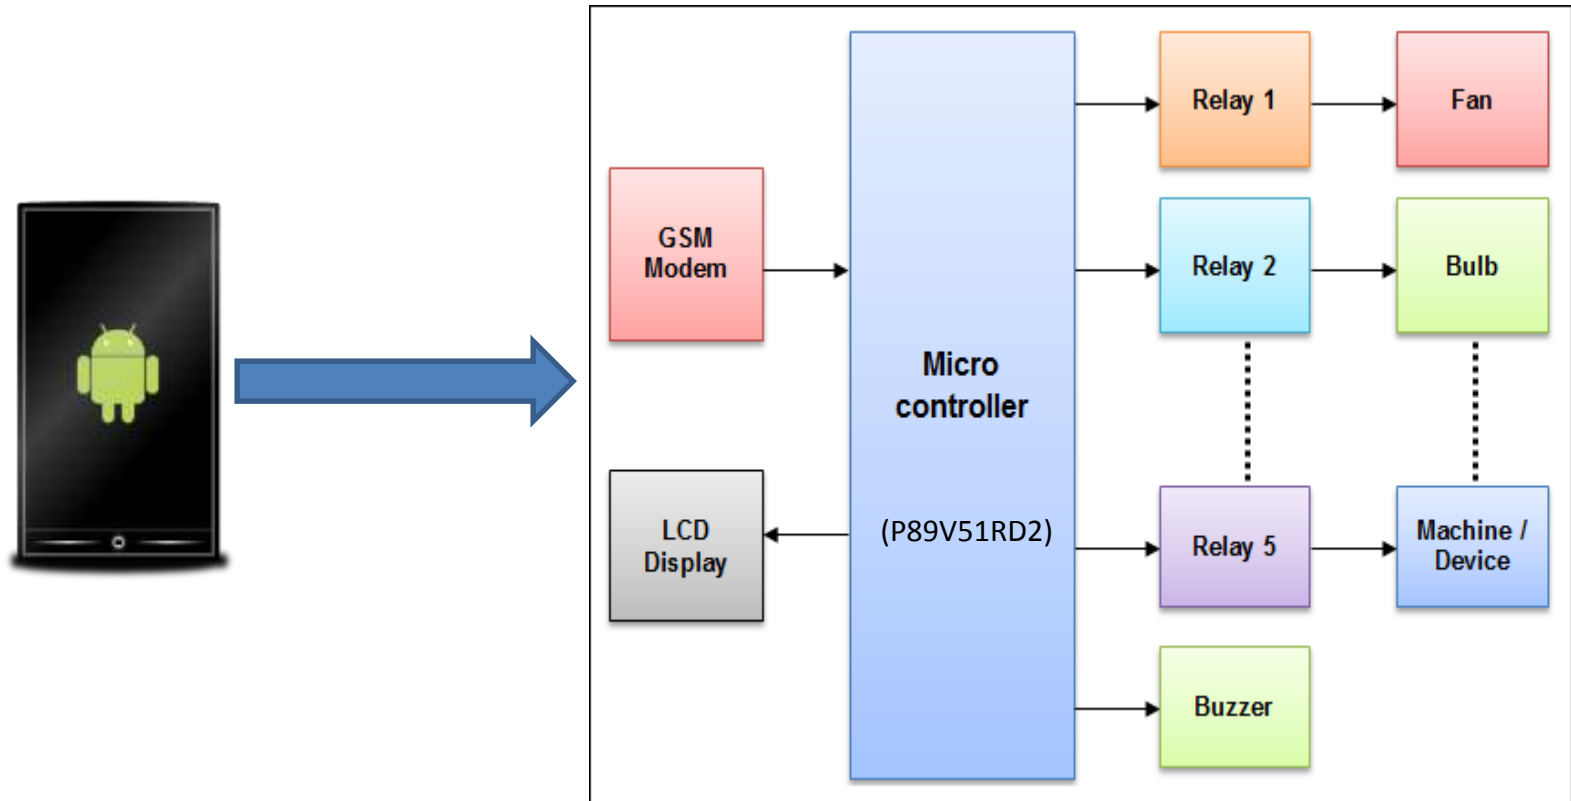 GSM
Modem
LCD
Display
Micro
controller
(P89V51RD2)
Relay 1
Fan
Relay 2
Bulb
Relay 5
Machine /
Device
Buzzer